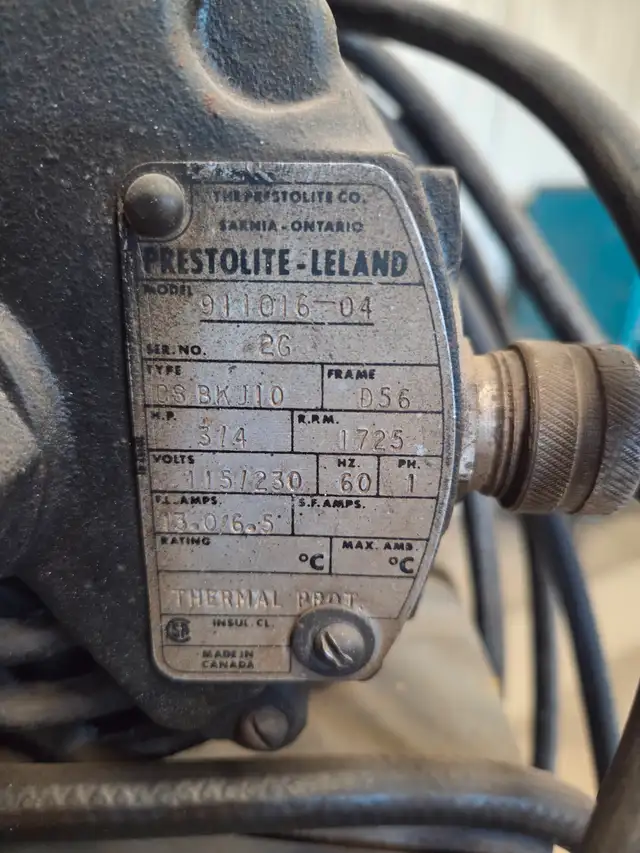 THE PRESTOLITE CO.
SARNIA - ONTARIO
PRESTOLITE-LELAND
MODEL 911016-04
SER. NO. 2G
TYPE FRAME
CS BKJ10 D56
H.P. R.P.M.
3/4 1725
VOLTS HZ. PH.
115/230 60 1
F.L. AMPS. S.F. AMPS.
13.0/6.5
RATING MAX. AMB.
°C °C
THERMAL PROT.
INSUL. CL.
MADE IN
CANADA